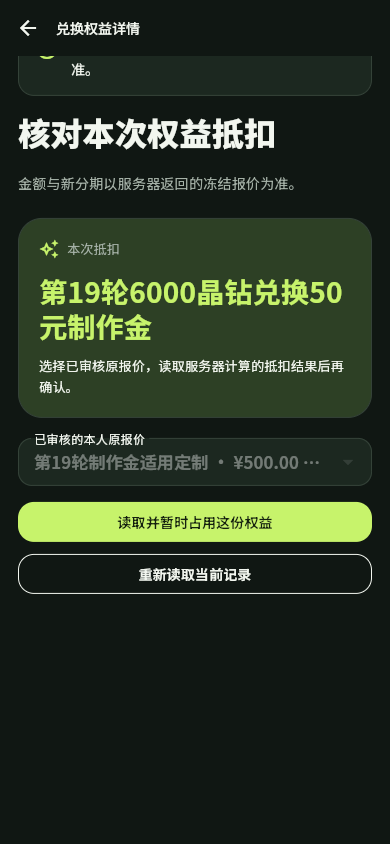 兑换权益详情
准。
核对本次权益抵扣
金额与新分期以服务器返回的冻结报价为准。
本次抵扣
第19轮6000晶钻兑换50
元制作金
选择已审核原报价，读取服务器计算的抵扣结果后再
确认。
已审核的本人原报价
第19轮制作金适用定制 · ¥500.00 ···
读取并暂时占用这份权益
重新读取当前记录